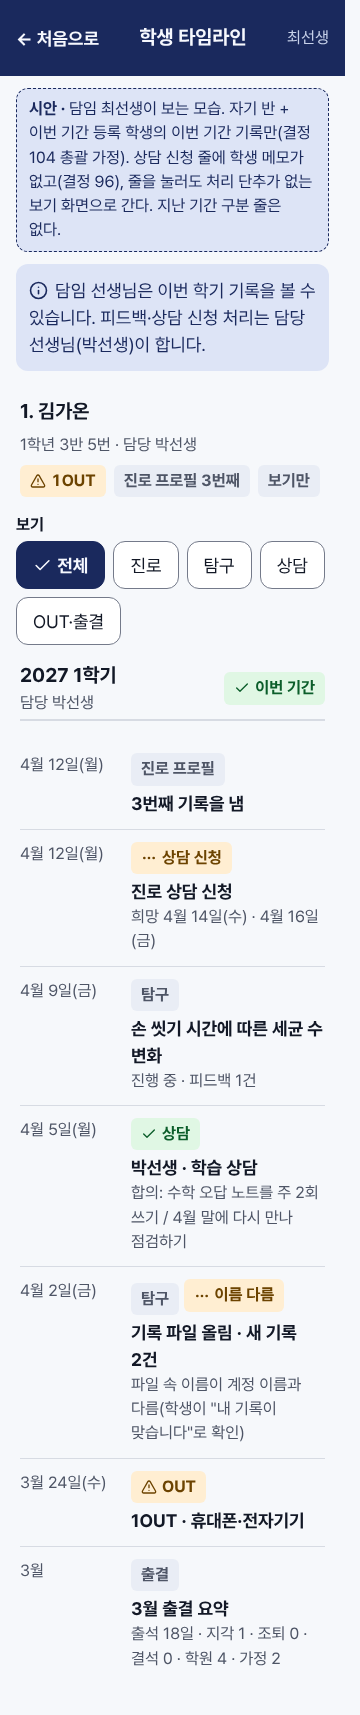 ← 처음으로
학생 타임라인
최선생
시안 · 담임 최선생이 보는 모습. 자기 반 +
이번 기간 등록 학생의 이번 기간 기록만(결정
104 총괄 가정). 상담 신청 줄에 학생 메모가
없고(결정 96), 줄을 눌러도 처리 단추가 없는
보기 화면으로 간다. 지난 기간 구분 줄은
없다.
담임 선생님은 이번 학기 기록을 볼 수
있습니다. 피드백·상담 신청 처리는 담당
선생님(박선생)이 합니다.
1. 김가온
1학년 3반 5번 · 담당 박선생
1OUT
진로 프로필 3번째
보기만
보기
전체
진로
탐구
상담
OUT·출결
2027 1학기
담당 박선생
이번 기간
4월 12일(월)
진로 프로필
3번째 기록을 냄
4월 12일(월)
··· 상담 신청
진로 상담 신청
희망 4월 14일(수) · 4월 16일
(금)
4월 9일(금)
탐구
손 씻기 시간에 따른 세균 수
변화
진행 중 · 피드백 1건
4월 5일(월)
상담
박선생 · 학습 상담
합의: 수학 오답 노트를 주 2회
쓰기 / 4월 말에 다시 만나
점검하기
4월 2일(금)
탐구
··· 이름 다름
기록 파일 올림 · 새 기록
2건
파일 속 이름이 계정 이름과
다름(학생이 "내 기록이
맞습니다"로 확인)
3월 24일(수)
OUT
1OUT · 휴대폰·전자기기
3월
출결
3월 출결 요약
출석 18일 · 지각 1 · 조퇴 0 ·
결석 0 · 학원 4 · 가정 2